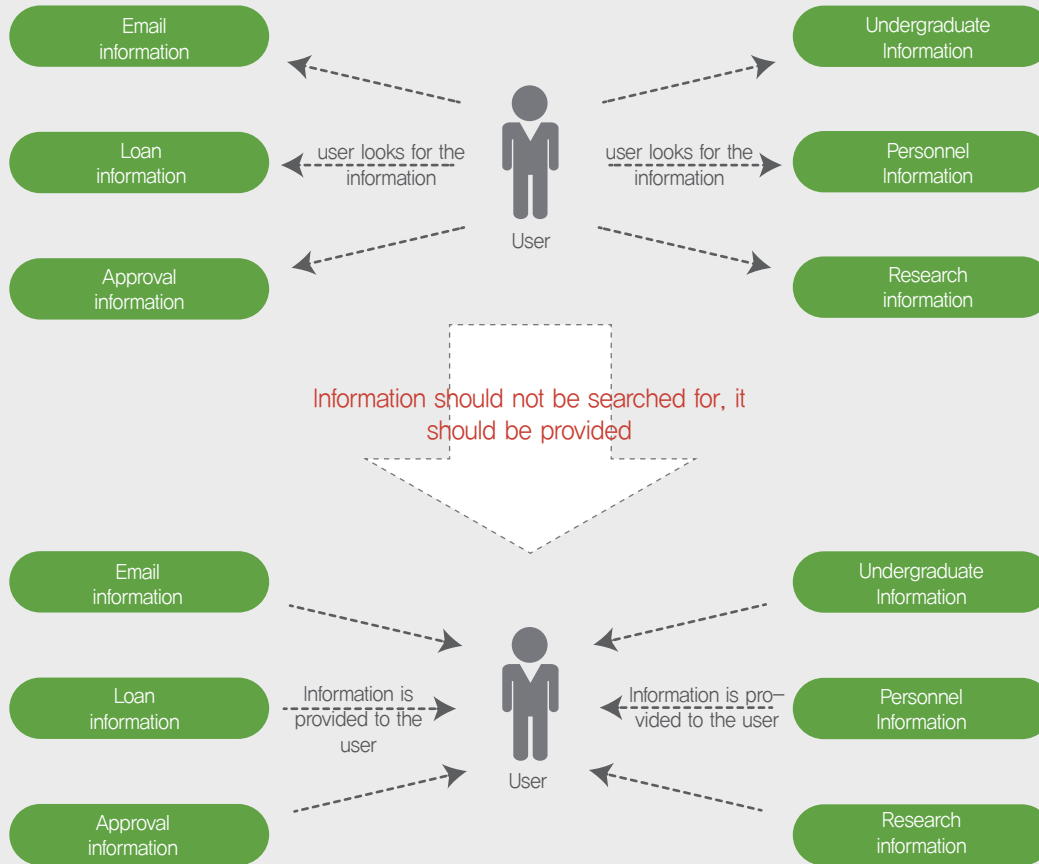 Email
information
Undergraduate
Information
Loan
information
user looks for the
information
user looks for the
information
Personnel
Information
User
Approval
information
Research
information
Information should not be searched for, it
should be provided
Email
information
Undergraduate
Information
Loan
information
Information is
provided to the
user
Information is pro-
vided to the user
Personnel
Information
User
Approval
information
Research
information